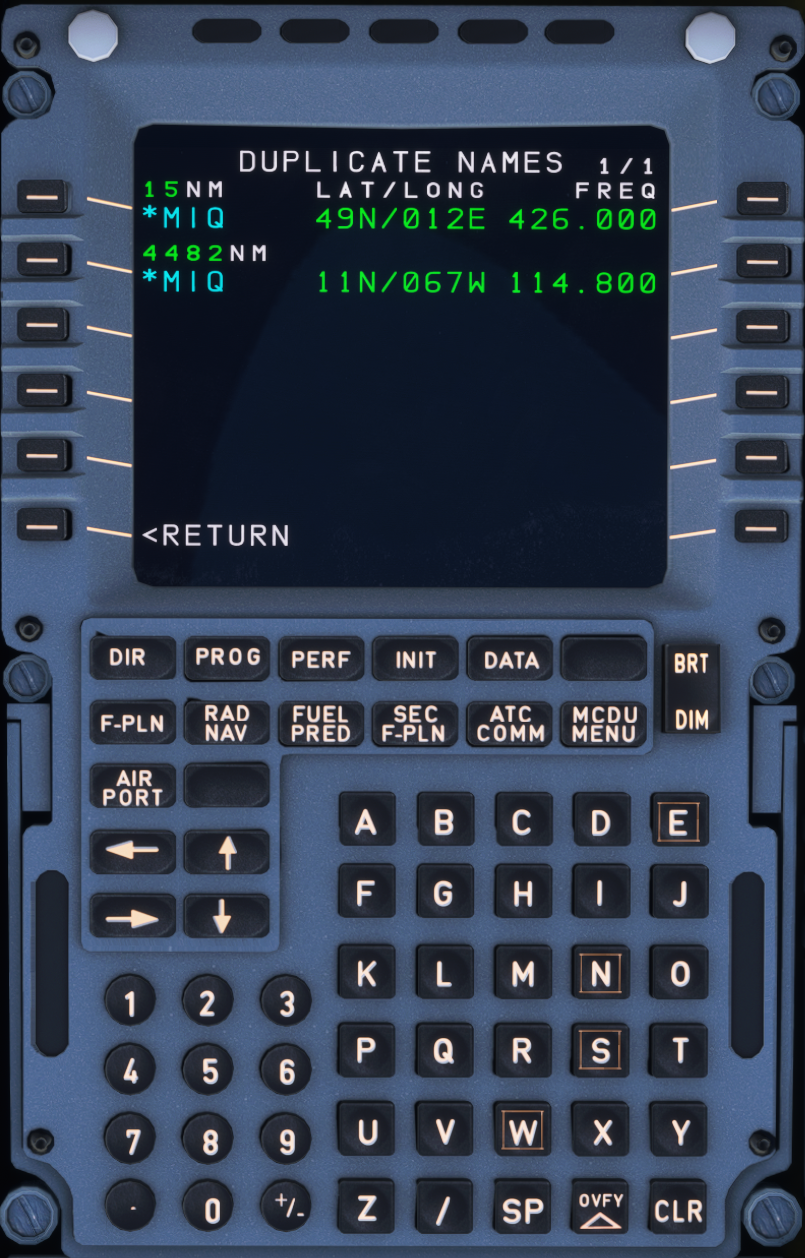 DUPLICATE NAMES 1/1
15NM LAT/LONG FREQ
*MIQ 49N/012E 426.000
4482NM
*MIQ 11N/067W 114.800
<RETURN
DIR PROG PERF INIT DATA
BRT
F-PLN RAD NAV FUEL PRED SEC F-PLN ATC COMM MCDU MENU
DIM
AIR PORT
A B C D E
F G H I J
K L M N O
1 2 3
P Q R S T
4 5 6
U V W X Y
7 8 9
Z / SP OVFY CLR
. 0 +/-